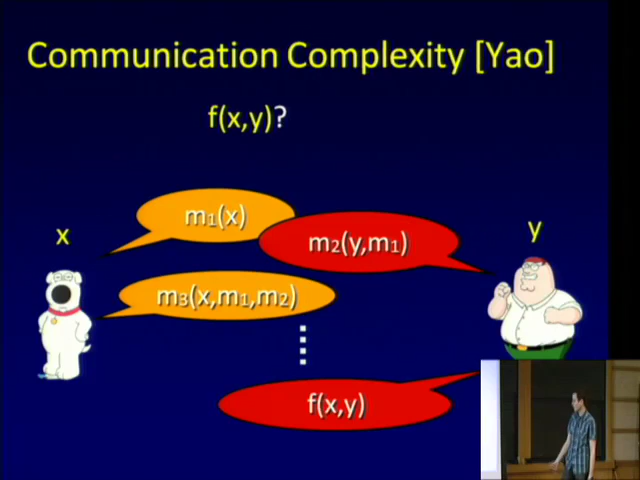 Communication Complexity [Yao]
f(x,y)?
x
m₁(x)
y
m₂(y,m₁)
m₃(x,m₁,m₂)
f(x,y)